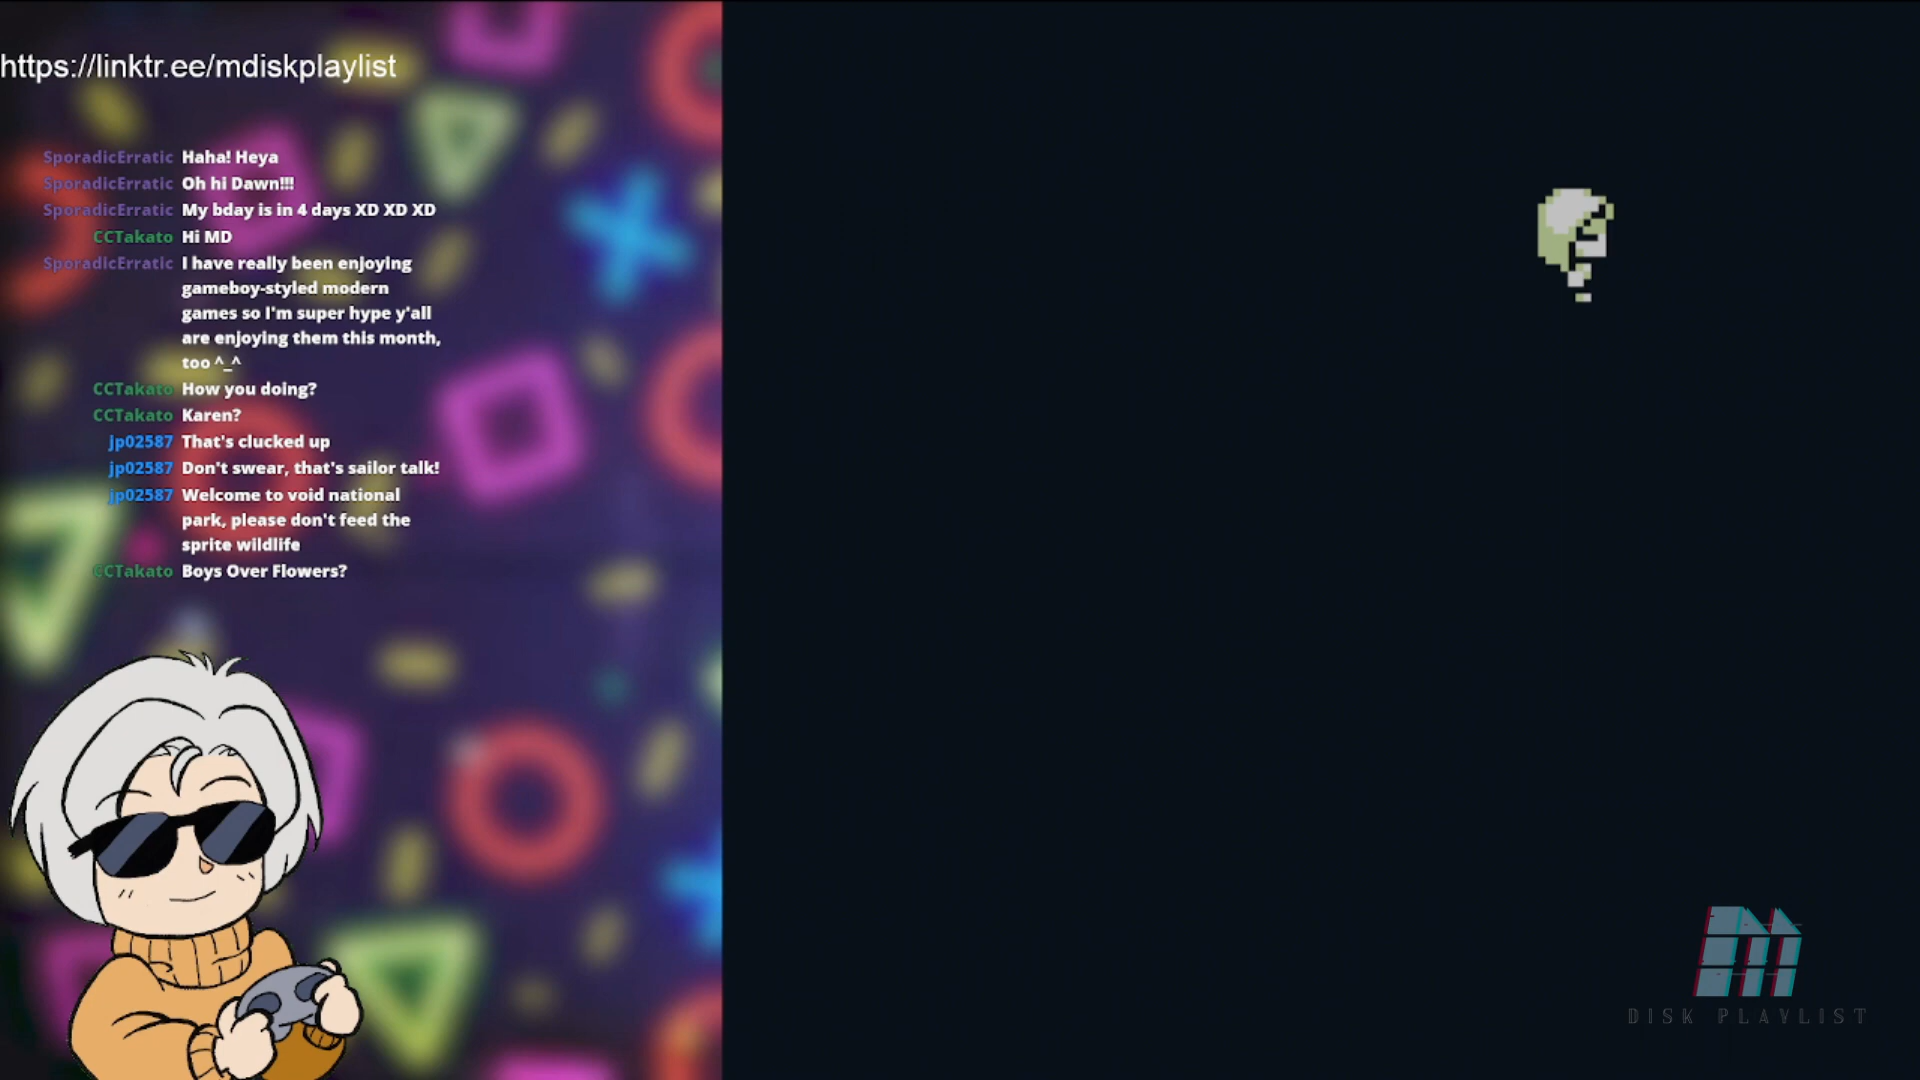 https://linktr.ee/mdiskplaylist
SporadicErratic Haha! Heya
SporadicErratic Oh hi Dawn!!!
SporadicErratic My bday is in 4 days XD XD XD
CCTakato Hi MD
SporadicErratic I have really been enjoying
gameboy-styled modern
games so I'm super hype y'all
are enjoying them this month,
too ^_^
CCTakato How you doing?
CCTakato Karen?
jp02587 That's clucked up
jp02587 Don't swear, that's sailor talk!
jp02587 Welcome to void national
park, please don't feed the
sprite wildlife
CCTakato Boys Over Flowers?
M
DISK PLAYLIST